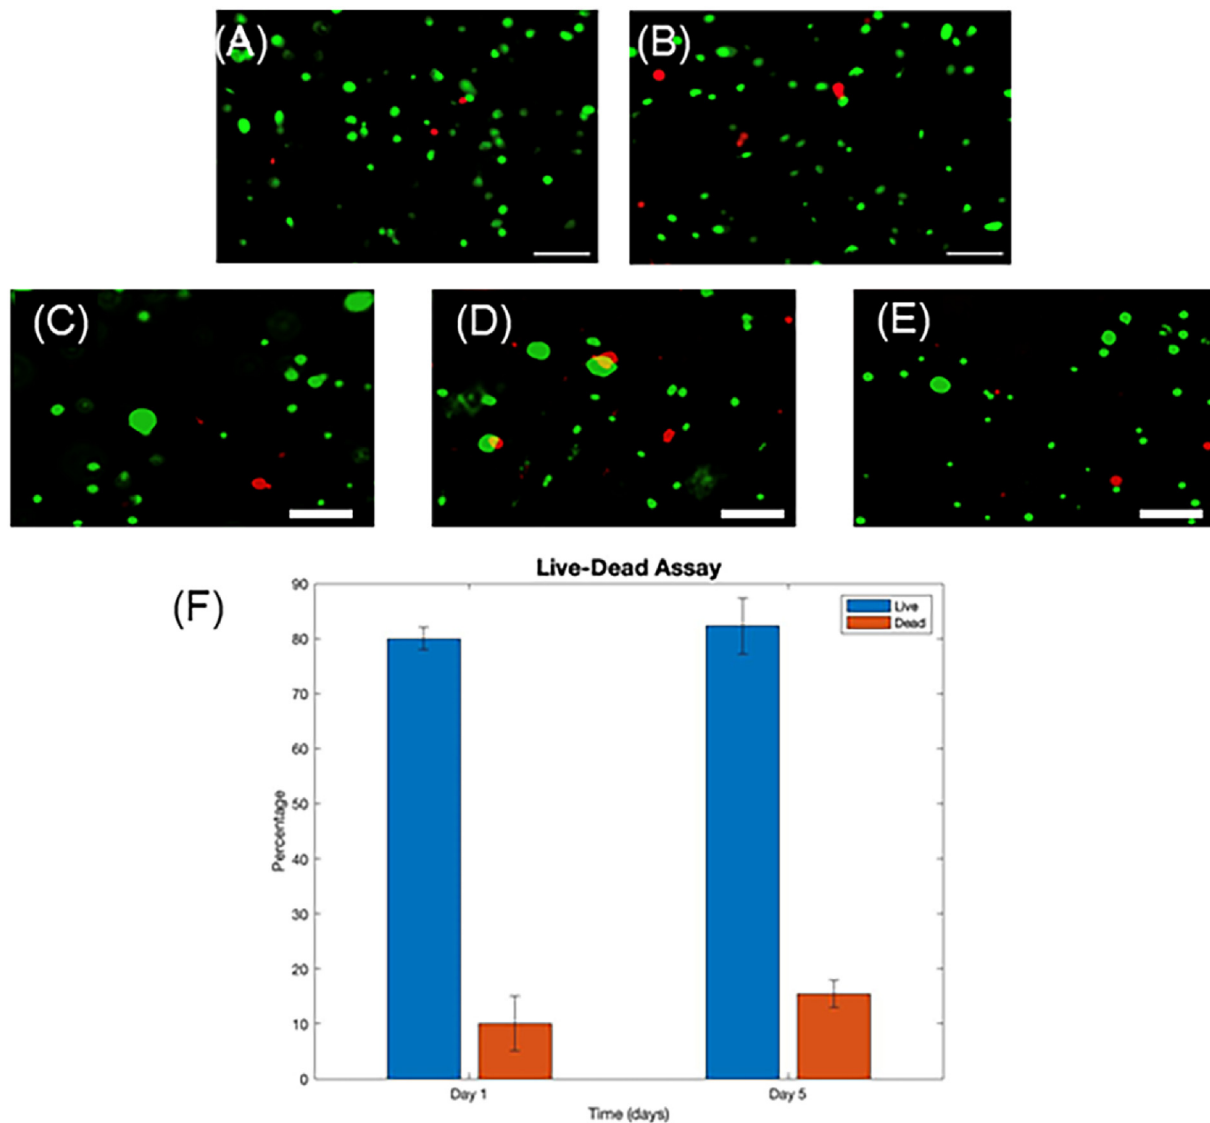 (A)
(B)
(C)
(D)
(E)
(F)
Live-Dead Assay
Live
Dead
90
80
70
60
50
40
30
20
10
0
Percentage
Day 1
Day 5
Time (days)